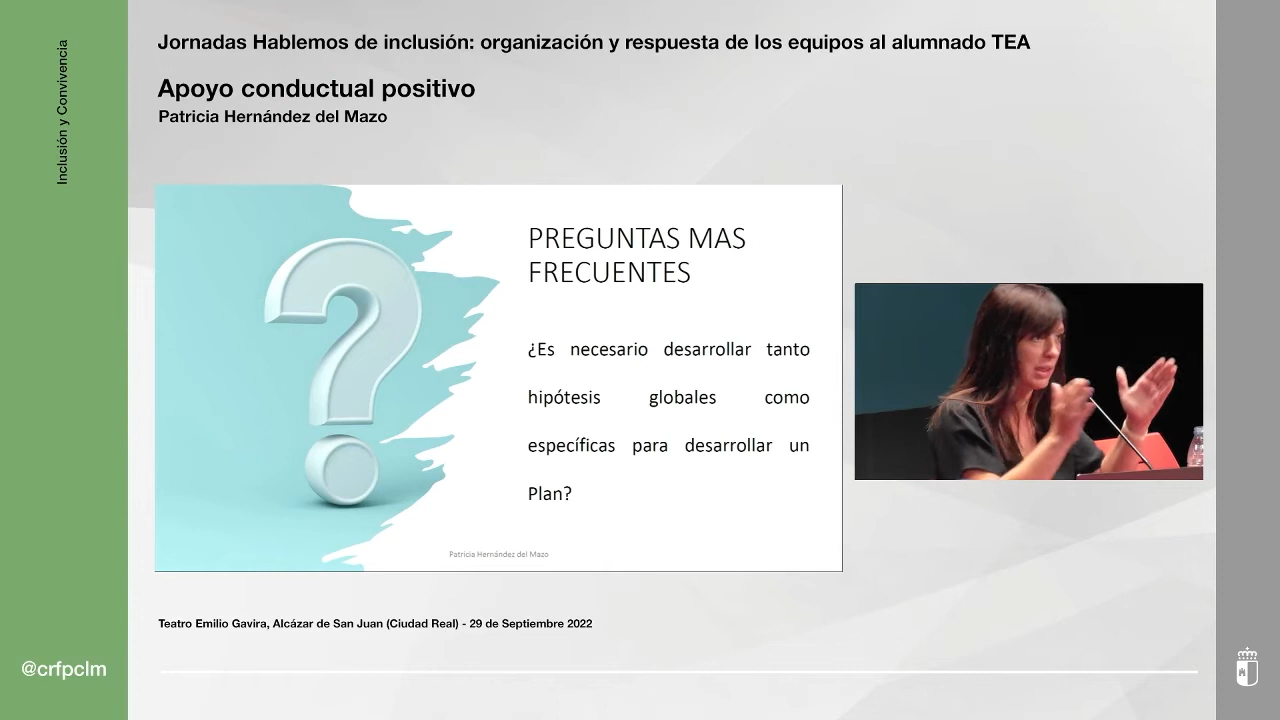 Inclusión y Convivencia
Jornadas Hablemos de inclusión: organización y respuesta de los equipos al alumnado TEA
Apoyo conductual positivo
Patricia Hernández del Mazo
PREGUNTAS MAS
FRECUENTES
¿Es necesario desarrollar tanto
hipótesis globales como
específicas para desarrollar un
Plan?
Patricia Hernández del Mazo
Teatro Emilio Gavira, Alcázar de San Juan (Ciudad Real) - 29 de Septiembre 2022
@crfpclm